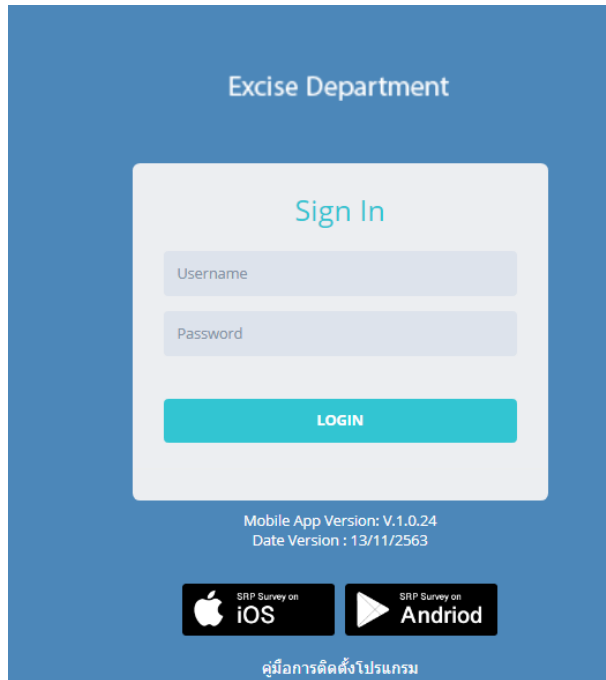 Excise Department
Sign In
Username
Password
LOGIN
Mobile App Version: V.1.0.24
Date Version : 13/11/2563
SRP Survey on
iOS
SRP Survey on
Andriod
คู่มือการติดตั้งโปรแกรม